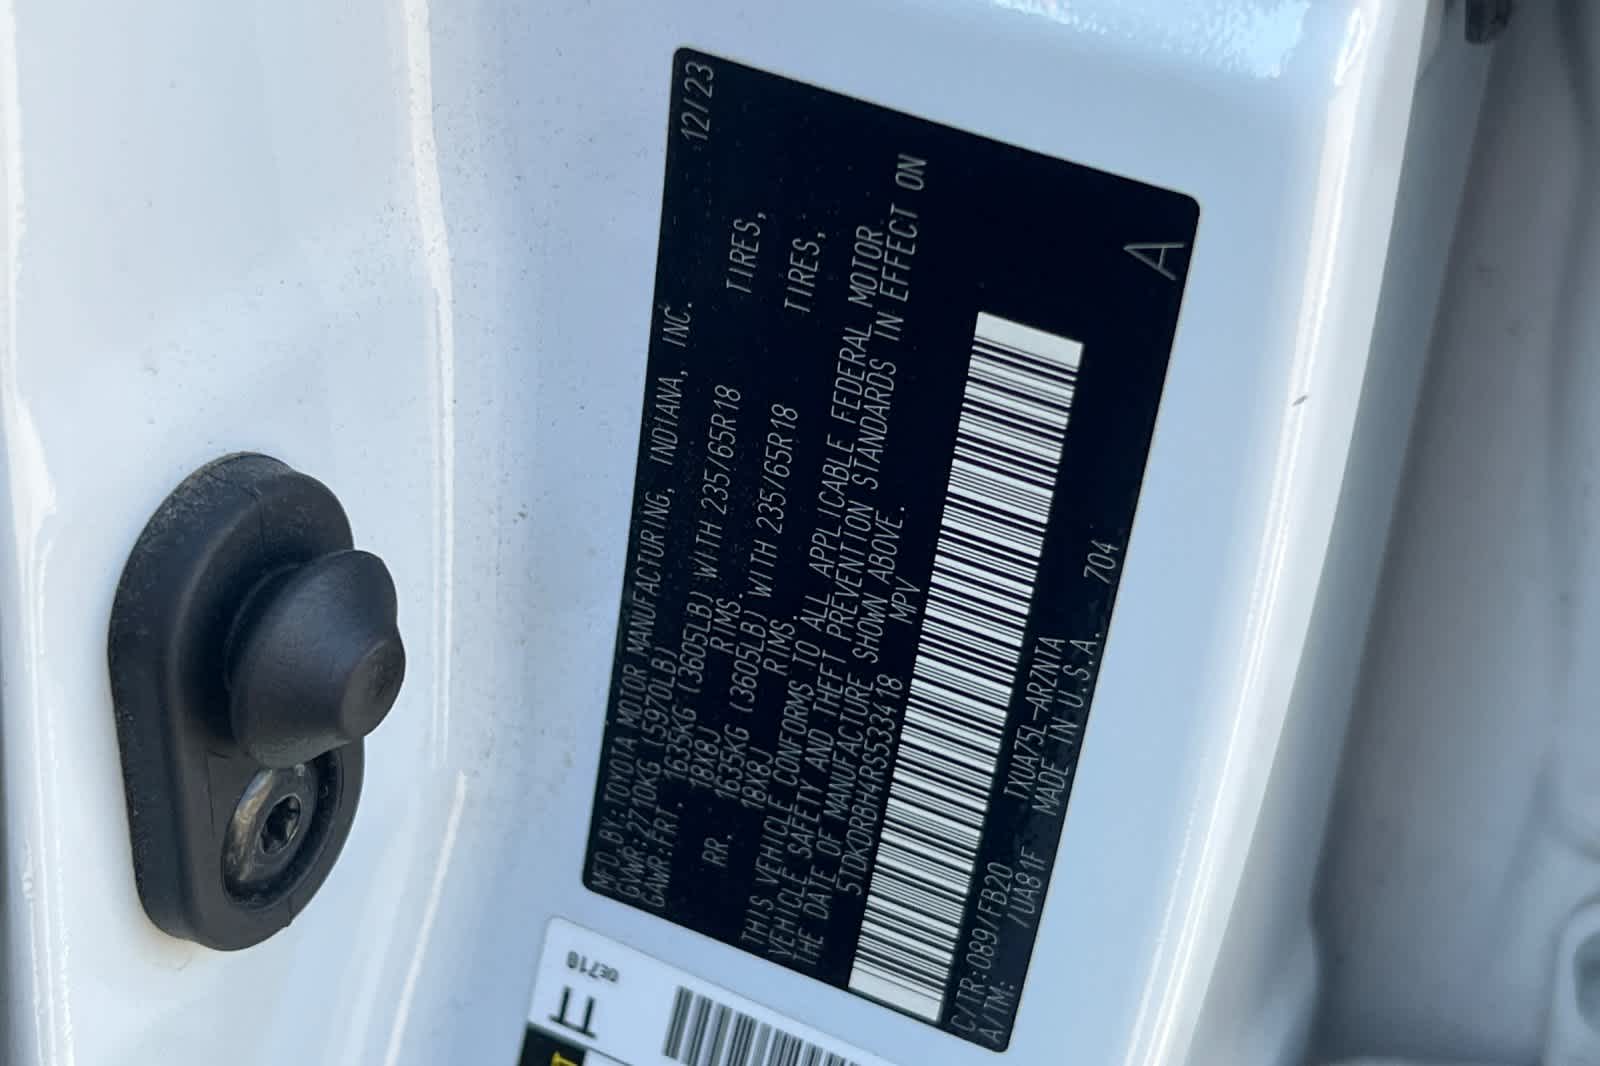 MFD.BY:TOYOTA MOTOR MANUFACTURING, INDIANA, INC. 12/23
GVWR:2710KG (5970LB)
GAWR:FRT. 1635KG (3605LB) WITH 235/65R18 TIRES,
18X8J RIMS.
RR. 1635KG (3605LB) WITH 235/65R18 TIRES,
18X8J RIMS.
THIS VEHICLE CONFORMS TO ALL APPLICABLE FEDERAL MOTOR
VEHICLE SAFETY AND THEFT PREVENTION STANDARDS IN EFFECT ON
THE DATE OF MANUFACTURE SHOWN ABOVE.
5TDKDRBH4RS533418 MPV
C/TR:089/FB20 TXUA75L-ARZNTA 704
A/TM: /UA81F MADE IN U.S.A.
A
0E710
TT